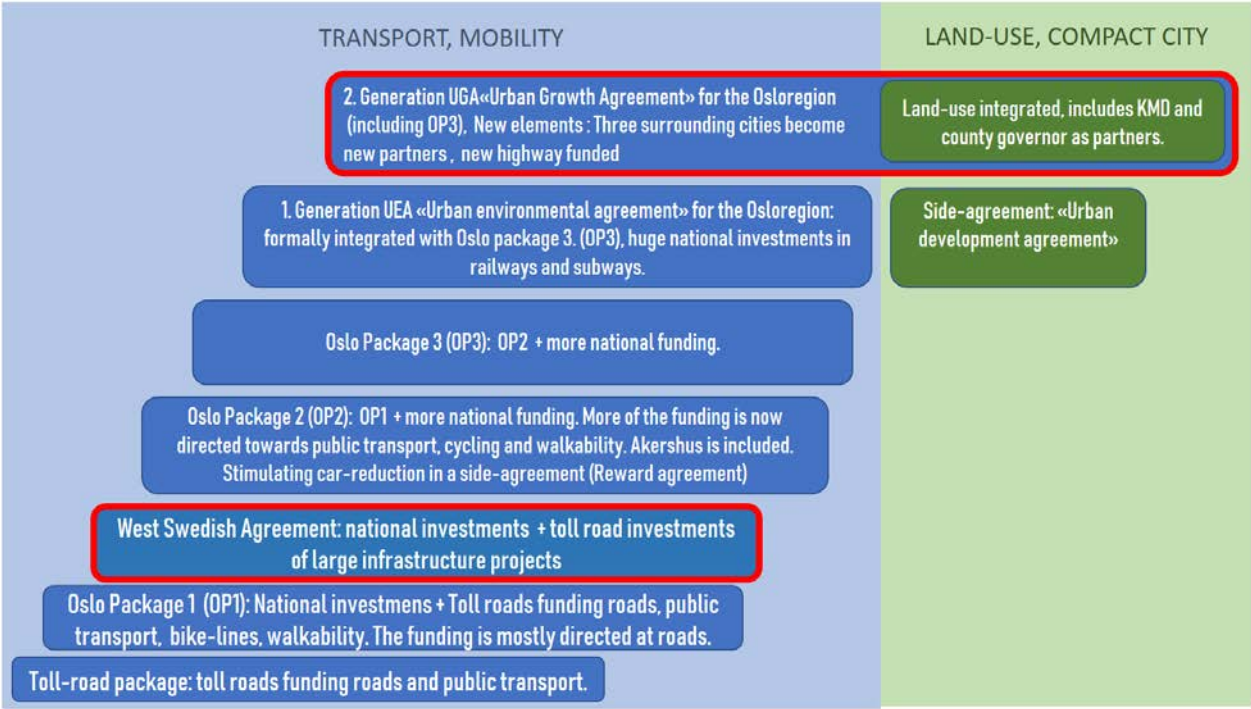 TRANSPORT, MOBILITY
LAND-USE, COMPACT CITY
2. Generation UGA«Urban Growth Agreement» for the Osloregion
(including OP3), New elements : Three surrounding cities become
new partners , new highway funded
Land-use integrated, includes KMD and
county governor as partners.
1. Generation UEA «Urban environmental agreement» for the Osloregion:
formally integrated with Oslo package 3. (OP3), huge national investments in
railways and subways.
Side-agreement: «Urban
development agreement»
Oslo Package 3 (OP3): OP2 + more national funding.
Oslo Package 2 (OP2): OP1 + more national funding. More of the funding is now
directed towards public transport, cycling and walkability. Akershus is included.
Stimulating car-reduction in a side-agreement (Reward agreement)
West Swedish Agreement: national investments + toll road investments
of large infrastructure projects
Oslo Package 1 (OP1): National investmens + Toll roads funding roads, public
transport, bike-lines, walkability. The funding is mostly directed at roads.
Toll-road package: toll roads funding roads and public transport.